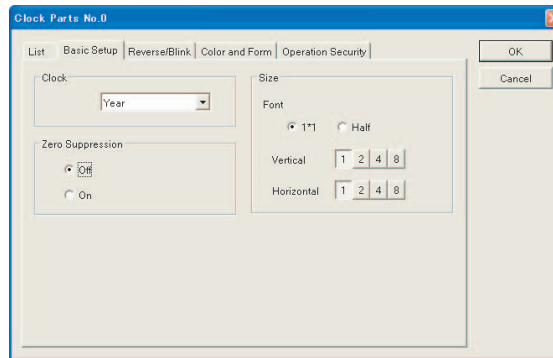 Clock Parts No.0
List Basic Setup Reverse/Blink Color and Form Operation Security
OK
Cancel
Clock
Year
Zero Suppression
Off
On
Size
Font
1*1 Half
Vertical 1 2 4 8
Horizontal 1 2 4 8